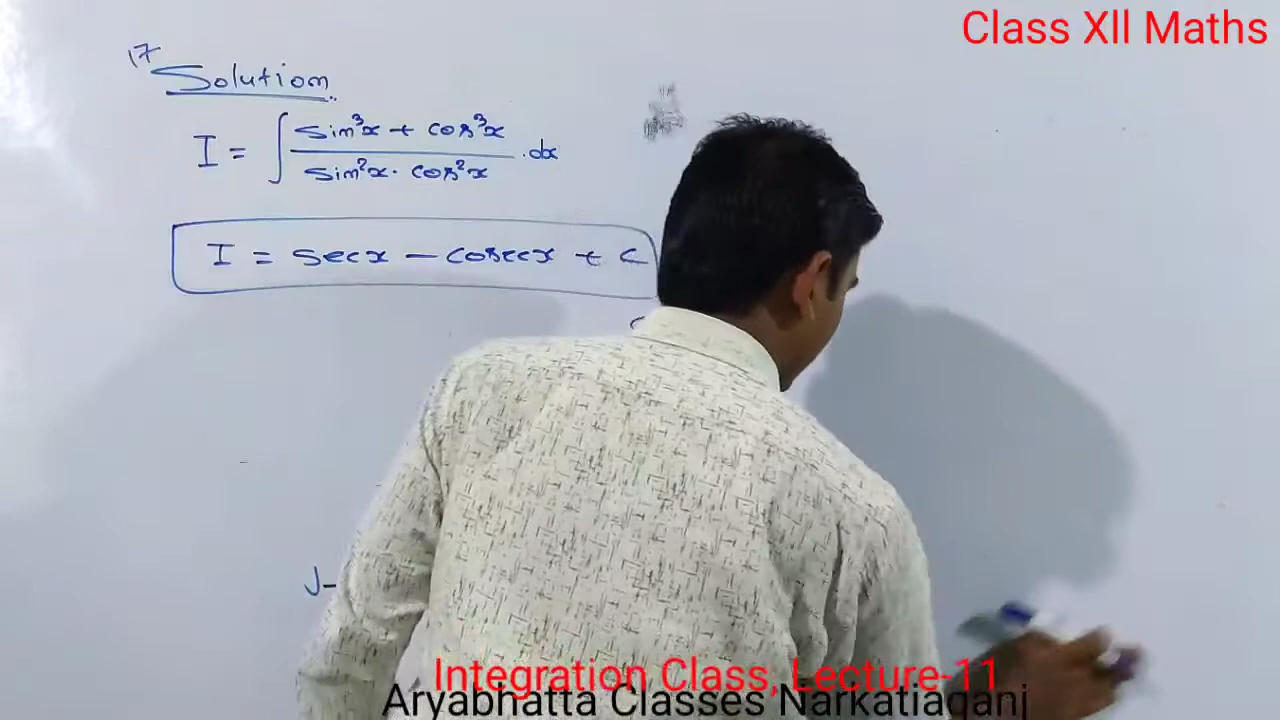 Class XII Maths
17
Solution
I = ∫ sin³x + cos³x / sin²x · cos²x . dx
I = secx - cosecx + c
Integration Class, Lecture-11
Aryabhatta Classes Narkatiaganj